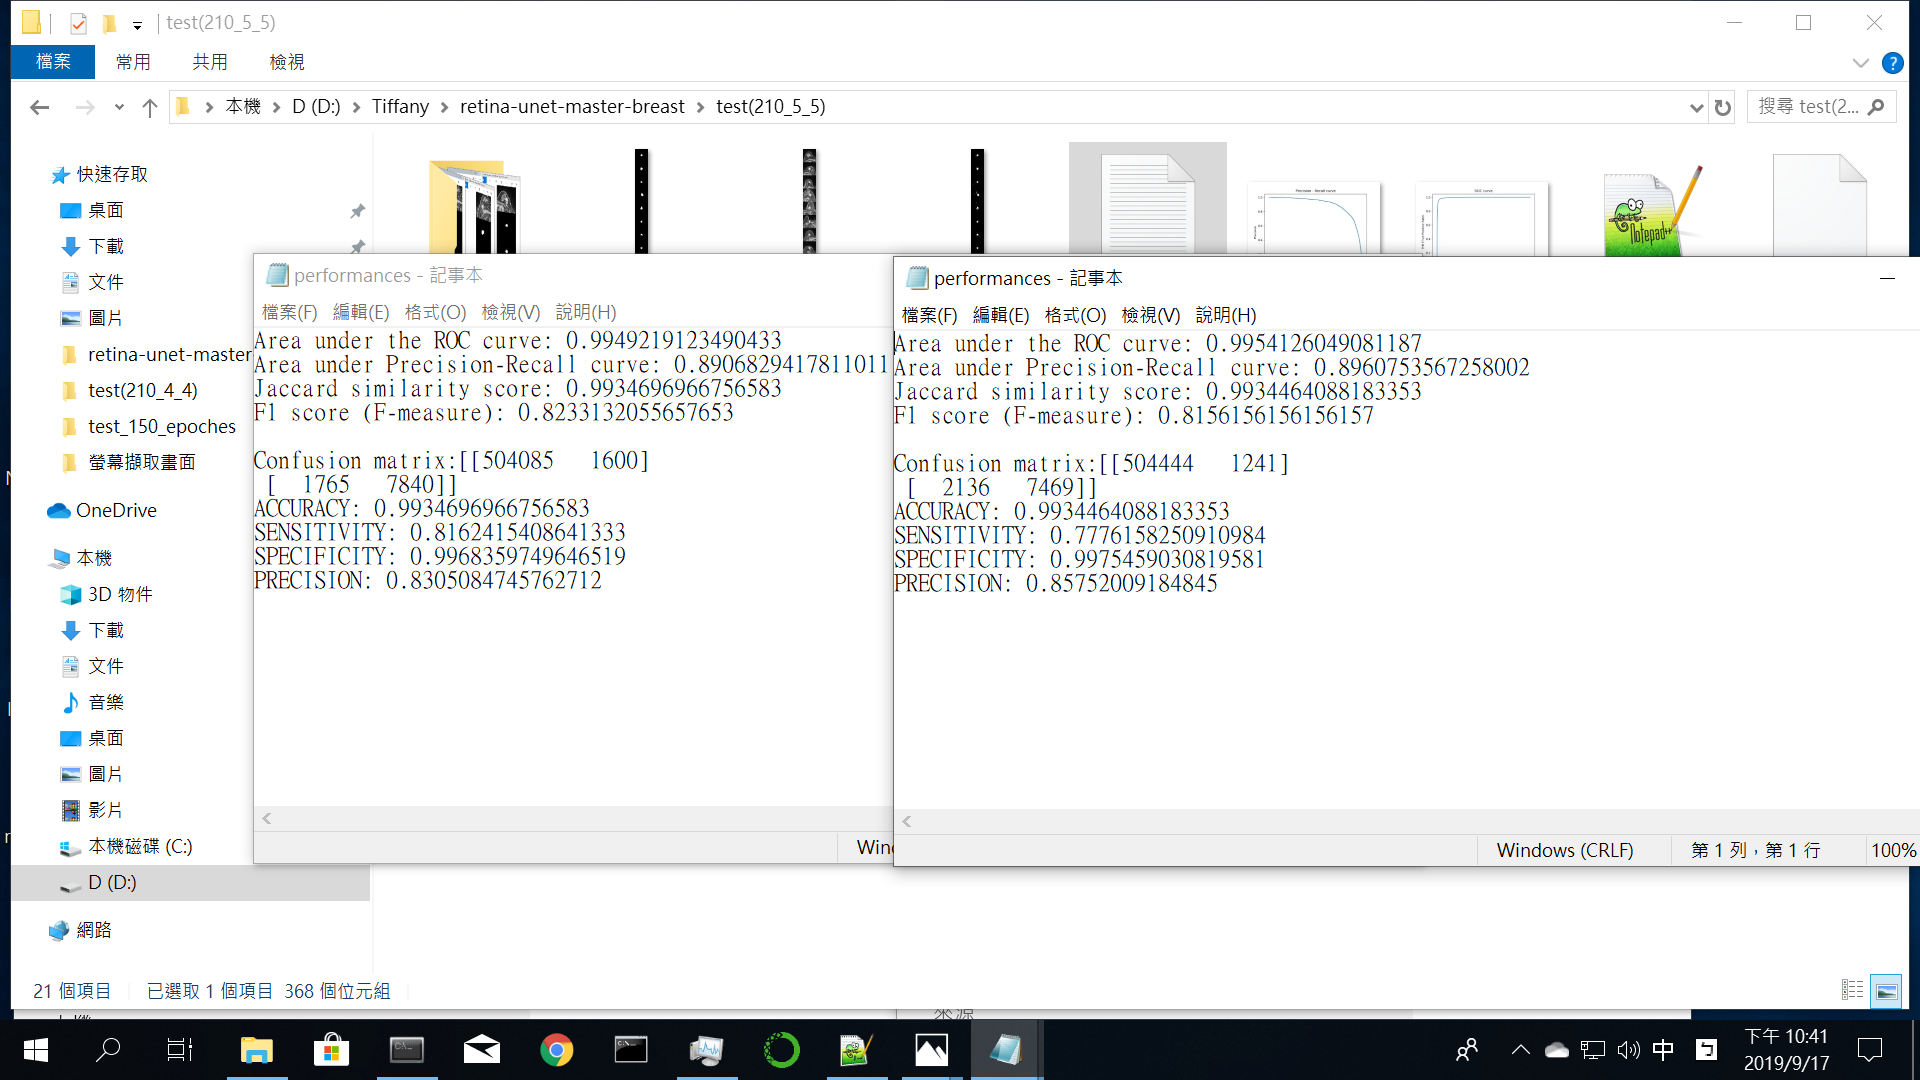 test(210_5_5)
檔案 常用 共用 檢視
本機 D (D:) Tiffany retina-unet-master-breast test(210_5_5)
搜尋 test(2...
快速存取
桌面
下載
文件
圖片
retina-unet-master
test(210_4_4)
test_150_epoches
螢幕擷取畫面
OneDrive
本機
3D 物件
下載
文件
音樂
桌面
圖片
影片
本機磁碟 (C:)
D (D:)
網路
21 個項目 已選取 1 個項目 368 個位元組
Precision - Recall curve
ROC curve
Notepad++
performances - 記事本
檔案(F) 編輯(E) 格式(O) 檢視(V) 說明(H)
Area under the ROC curve: 0.9949219123490433
Area under Precision-Recall curve: 0.8906829417811011
Jaccard similarity score: 0.9934696966756583
F1 score (F-measure): 0.8233132055657653
Confusion matrix:[[504085 1600]
[ 1765 7840]]
ACCURACY: 0.9934696966756583
SENSITIVITY: 0.8162415408641333
SPECIFICITY: 0.9968359749646519
PRECISION: 0.8305084745762712
performances - 記事本
檔案(F) 編輯(E) 格式(O) 檢視(V) 說明(H)
Area under the ROC curve: 0.9954126049081187
Area under Precision-Recall curve: 0.8960753567258002
Jaccard similarity score: 0.9934464088183353
F1 score (F-measure): 0.8156156156156157
Confusion matrix:[[504444 1241]
[ 2136 7469]]
ACCURACY: 0.9934464088183353
SENSITIVITY: 0.7776158250910984
SPECIFICITY: 0.9975459030819581
PRECISION: 0.85752009184845
Windows (CRLF) 第 1 列，第 1 行 100%
來源
中
下午 10:41
2019/9/17